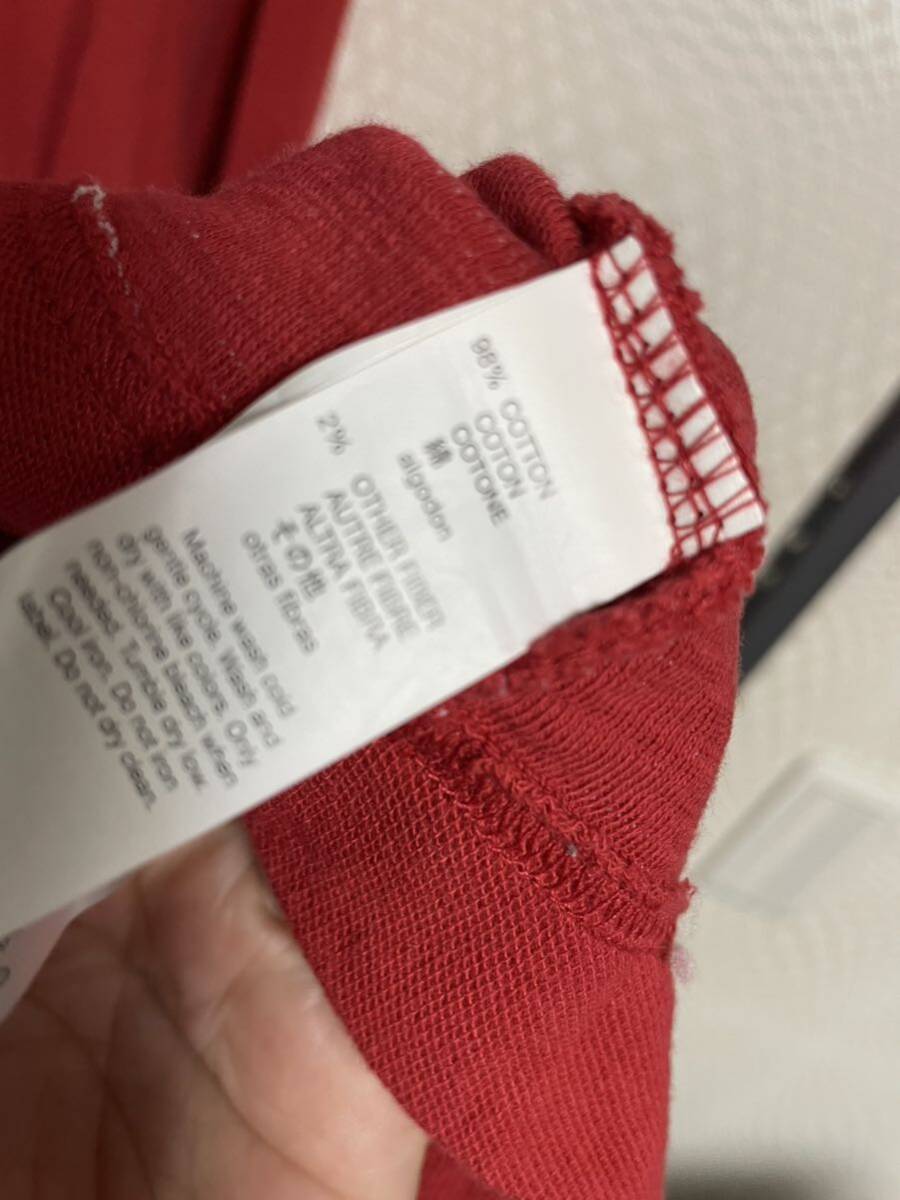 98% COTTON
COTON
COTONE
綿
algodon
2% OTHER FIBER
AUTRE FIBRE
ALTRA FIBRA
その他
otras fibras
Machine wash cold
gentle cycle. Wash and
dry with like colors. Only
non-chlorine bleach when
needed. Tumble dry low.
Cool iron. Do not iron
label. Do not dry clean.